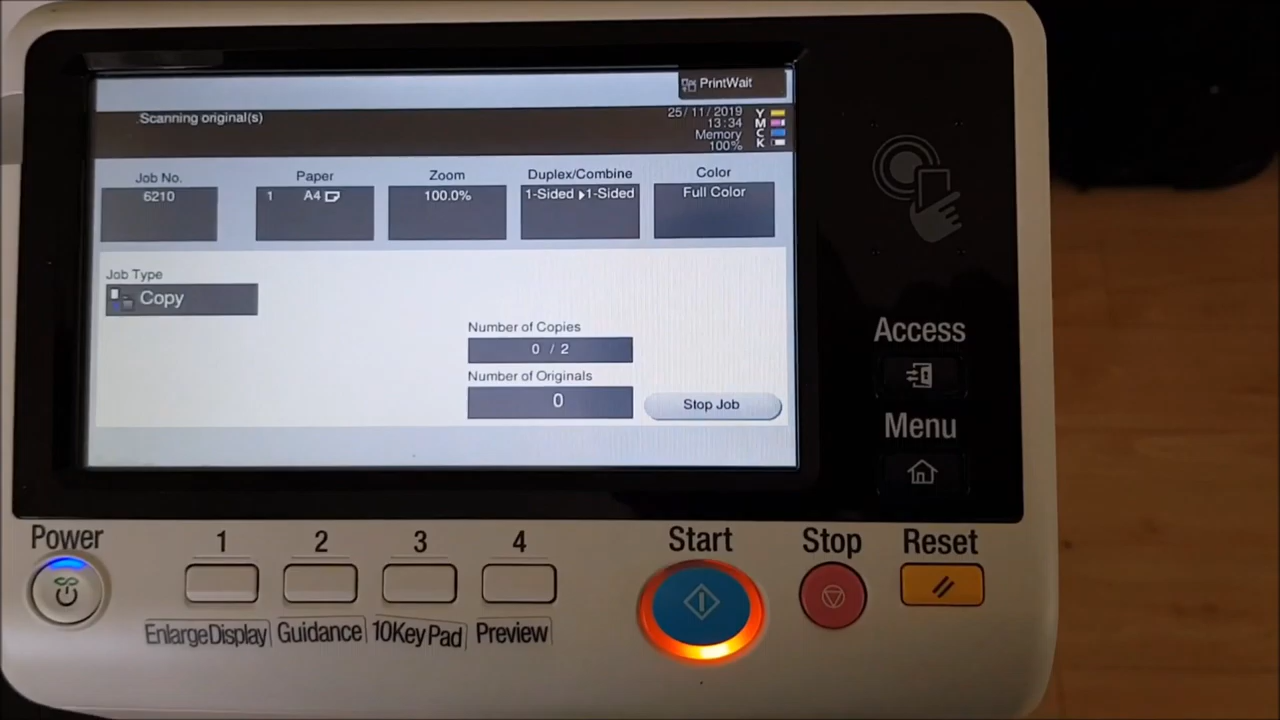 PrintWait
Scanning original(s)
25/11/2019
13:34
Memory
100%
Y
M
C
K
Job No.
6210
Paper
1 A4
Zoom
100.0%
Duplex/Combine
1-Sided ▶1-Sided
Color
Full Color
Job Type
Copy
Number of Copies
0 / 2
Number of Originals
0
Stop Job
Access
Menu
Power
1
2
3
4
Start
Stop
Reset
EnlargeDisplay
Guidance
10KeyPad
Preview